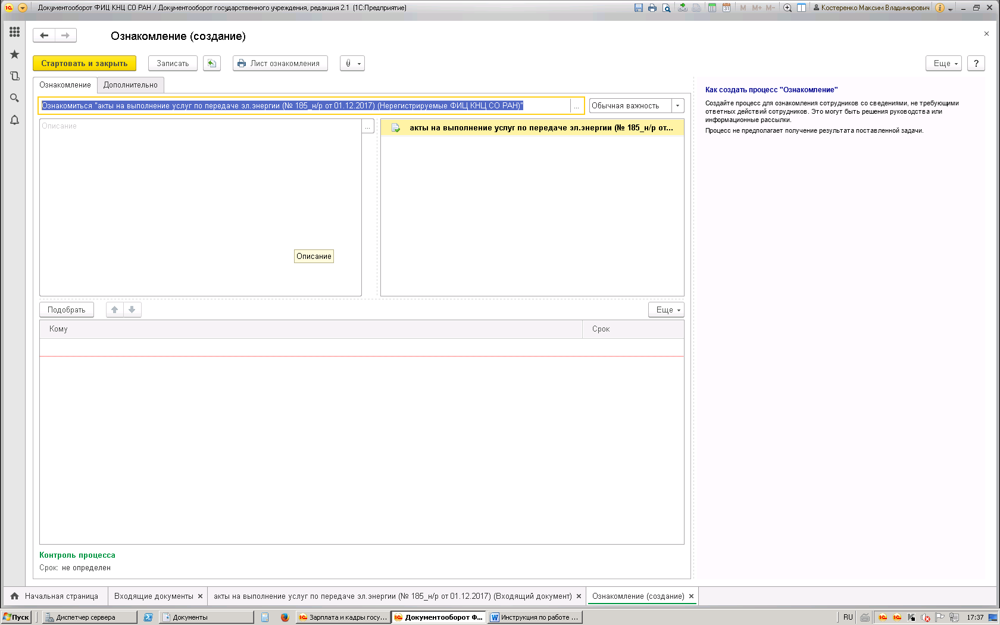 Документооборот ФИЦ КНЦ СО РАН / Документооборот государственного учреждения, редакция 2.1 (1С:Предприятие)
M M+ M- Костеренко Максим Владимирович
Ознакомление (создание)
Стартовать и закрыть Записать Лист ознакомления Еще ?
Ознакомление Дополнительно
Ознакомиться "акты на выполнение услуг по передаче эл.энергии (№ 185_н/р от 01.12.2017) (Нерегистрируемые ФИЦ КНЦ СО РАН)" ... Обычная важность
Описание ... акты на выполнение услуг по передаче эл.энергии (№ 185_н/р от...
Описание
Как создать процесс "Ознакомление"
Создайте процесс для ознакомления сотрудников со сведениями, не требующими
ответных действий сотрудников. Это могут быть решения руководства или
информационные рассылки.
Процесс не предполагает получение результата поставленной задачи.
Подобрать Еще
Кому Срок
Контроль процесса
Срок: не определен
Начальная страница Входящие документы акты на выполнение услуг по передаче эл.энергии (№ 185_н/р от 01.12.2017) (Входящий документ) Ознакомление (создание)
Пуск Диспетчер сервера Документы Зарплата и кадры госу... Документооборот Ф... Инструкция по работе ... RU 17:37